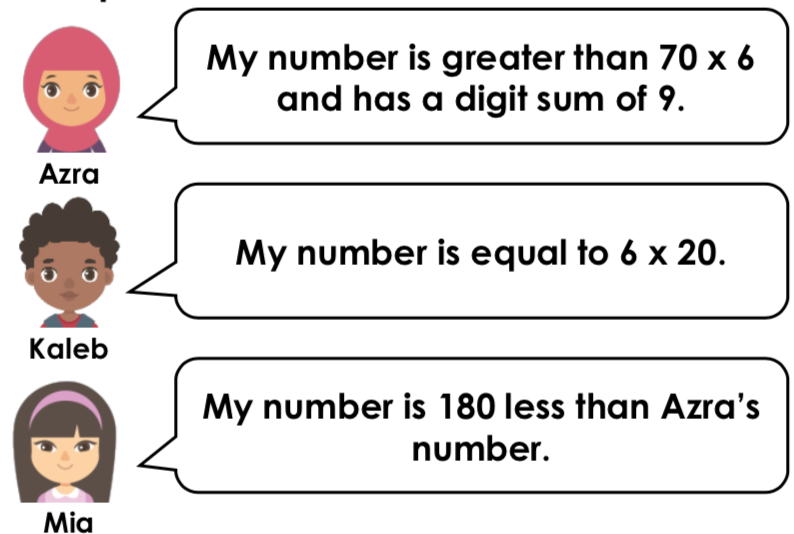 My number is greater than 70 x 6
and has a digit sum of 9.
Azra
My number is equal to 6 x 20.
Kaleb
My number is 180 less than Azra’s
number.
Mia